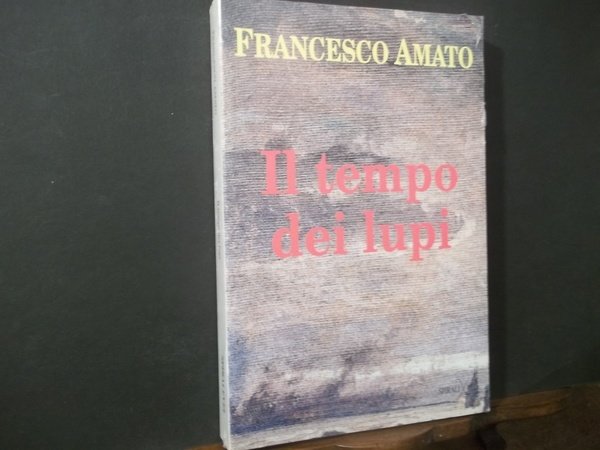 FRANCESCO AMATO
Il tempo
dei lupi